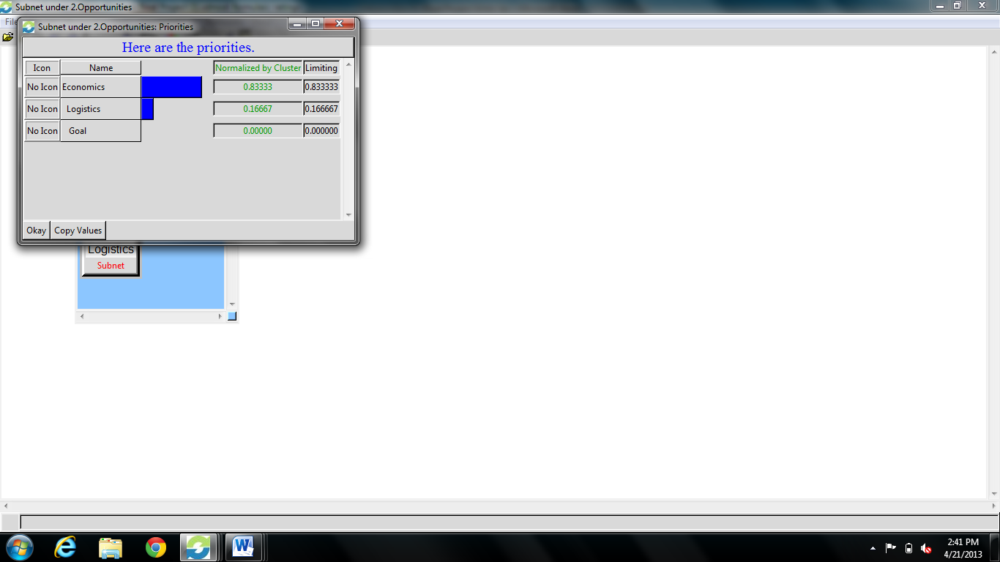 Subnet under 2.Opportunities
File
Subnet under 2.Opportunities: Priorities
Here are the priorities.
Icon Name Normalized by Cluster Limiting
No Icon Economics 0.83333 0.833333
No Icon Logistics 0.16667 0.166667
No Icon Goal 0.00000 0.000000
Okay Copy Values
Logistics
Subnet
2:41 PM
4/21/2013